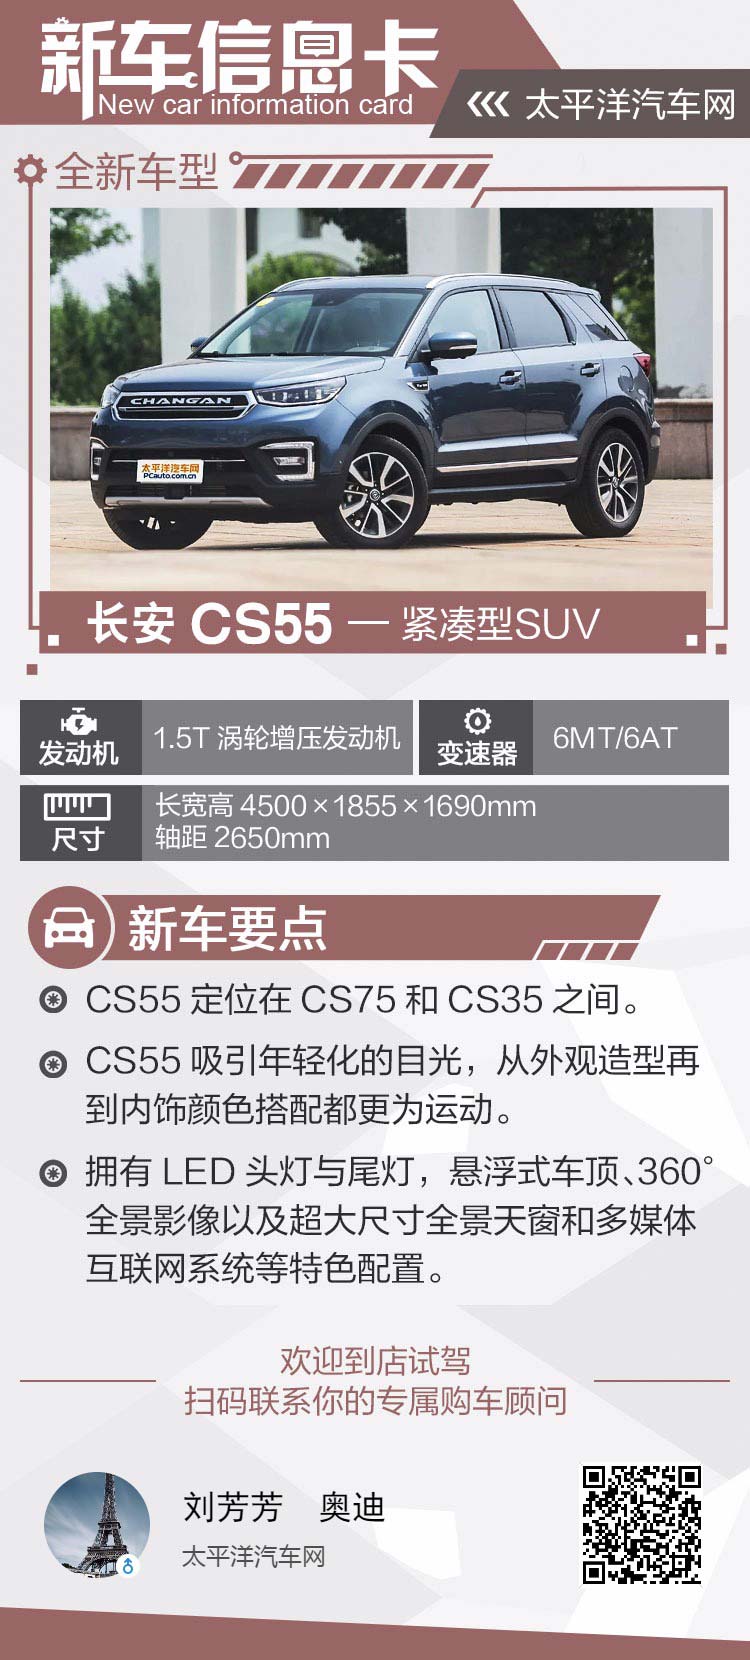 新车信息卡
New car information card
太平洋汽车网
全新车型
CHANGAN
太平洋汽车网
PCauto.com.cn
长安 CS55 — 紧凑型SUV
发动机
1.5T 涡轮增压发动机
变速器
6MT/6AT
尺寸
长宽高 4500×1855×1690mm
轴距 2650mm
新车要点
CS55 定位在 CS75 和 CS35 之间。
CS55 吸引年轻化的目光，从外观造型再
到内饰颜色搭配都更为运动。
拥有 LED 头灯与尾灯，悬浮式车顶、360°
全景影像以及超大尺寸全景天窗和多媒体
互联网系统等特色配置。
欢迎到店试驾
扫码联系你的专属购车顾问
刘芳芳 奥迪
太平洋汽车网